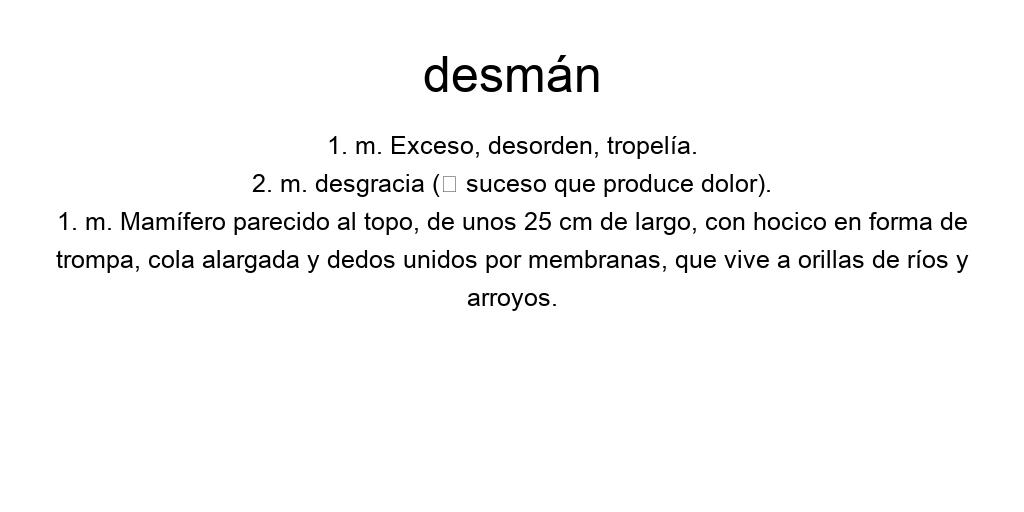 desmán
1. m. Exceso, desorden, tropelía.
2. m. desgracia (▯ suceso que produce dolor).
1. m. Mamífero parecido al topo, de unos 25 cm de largo, con hocico en forma de
trompa, cola alargada y dedos unidos por membranas, que vive a orillas de ríos y
arroyos.